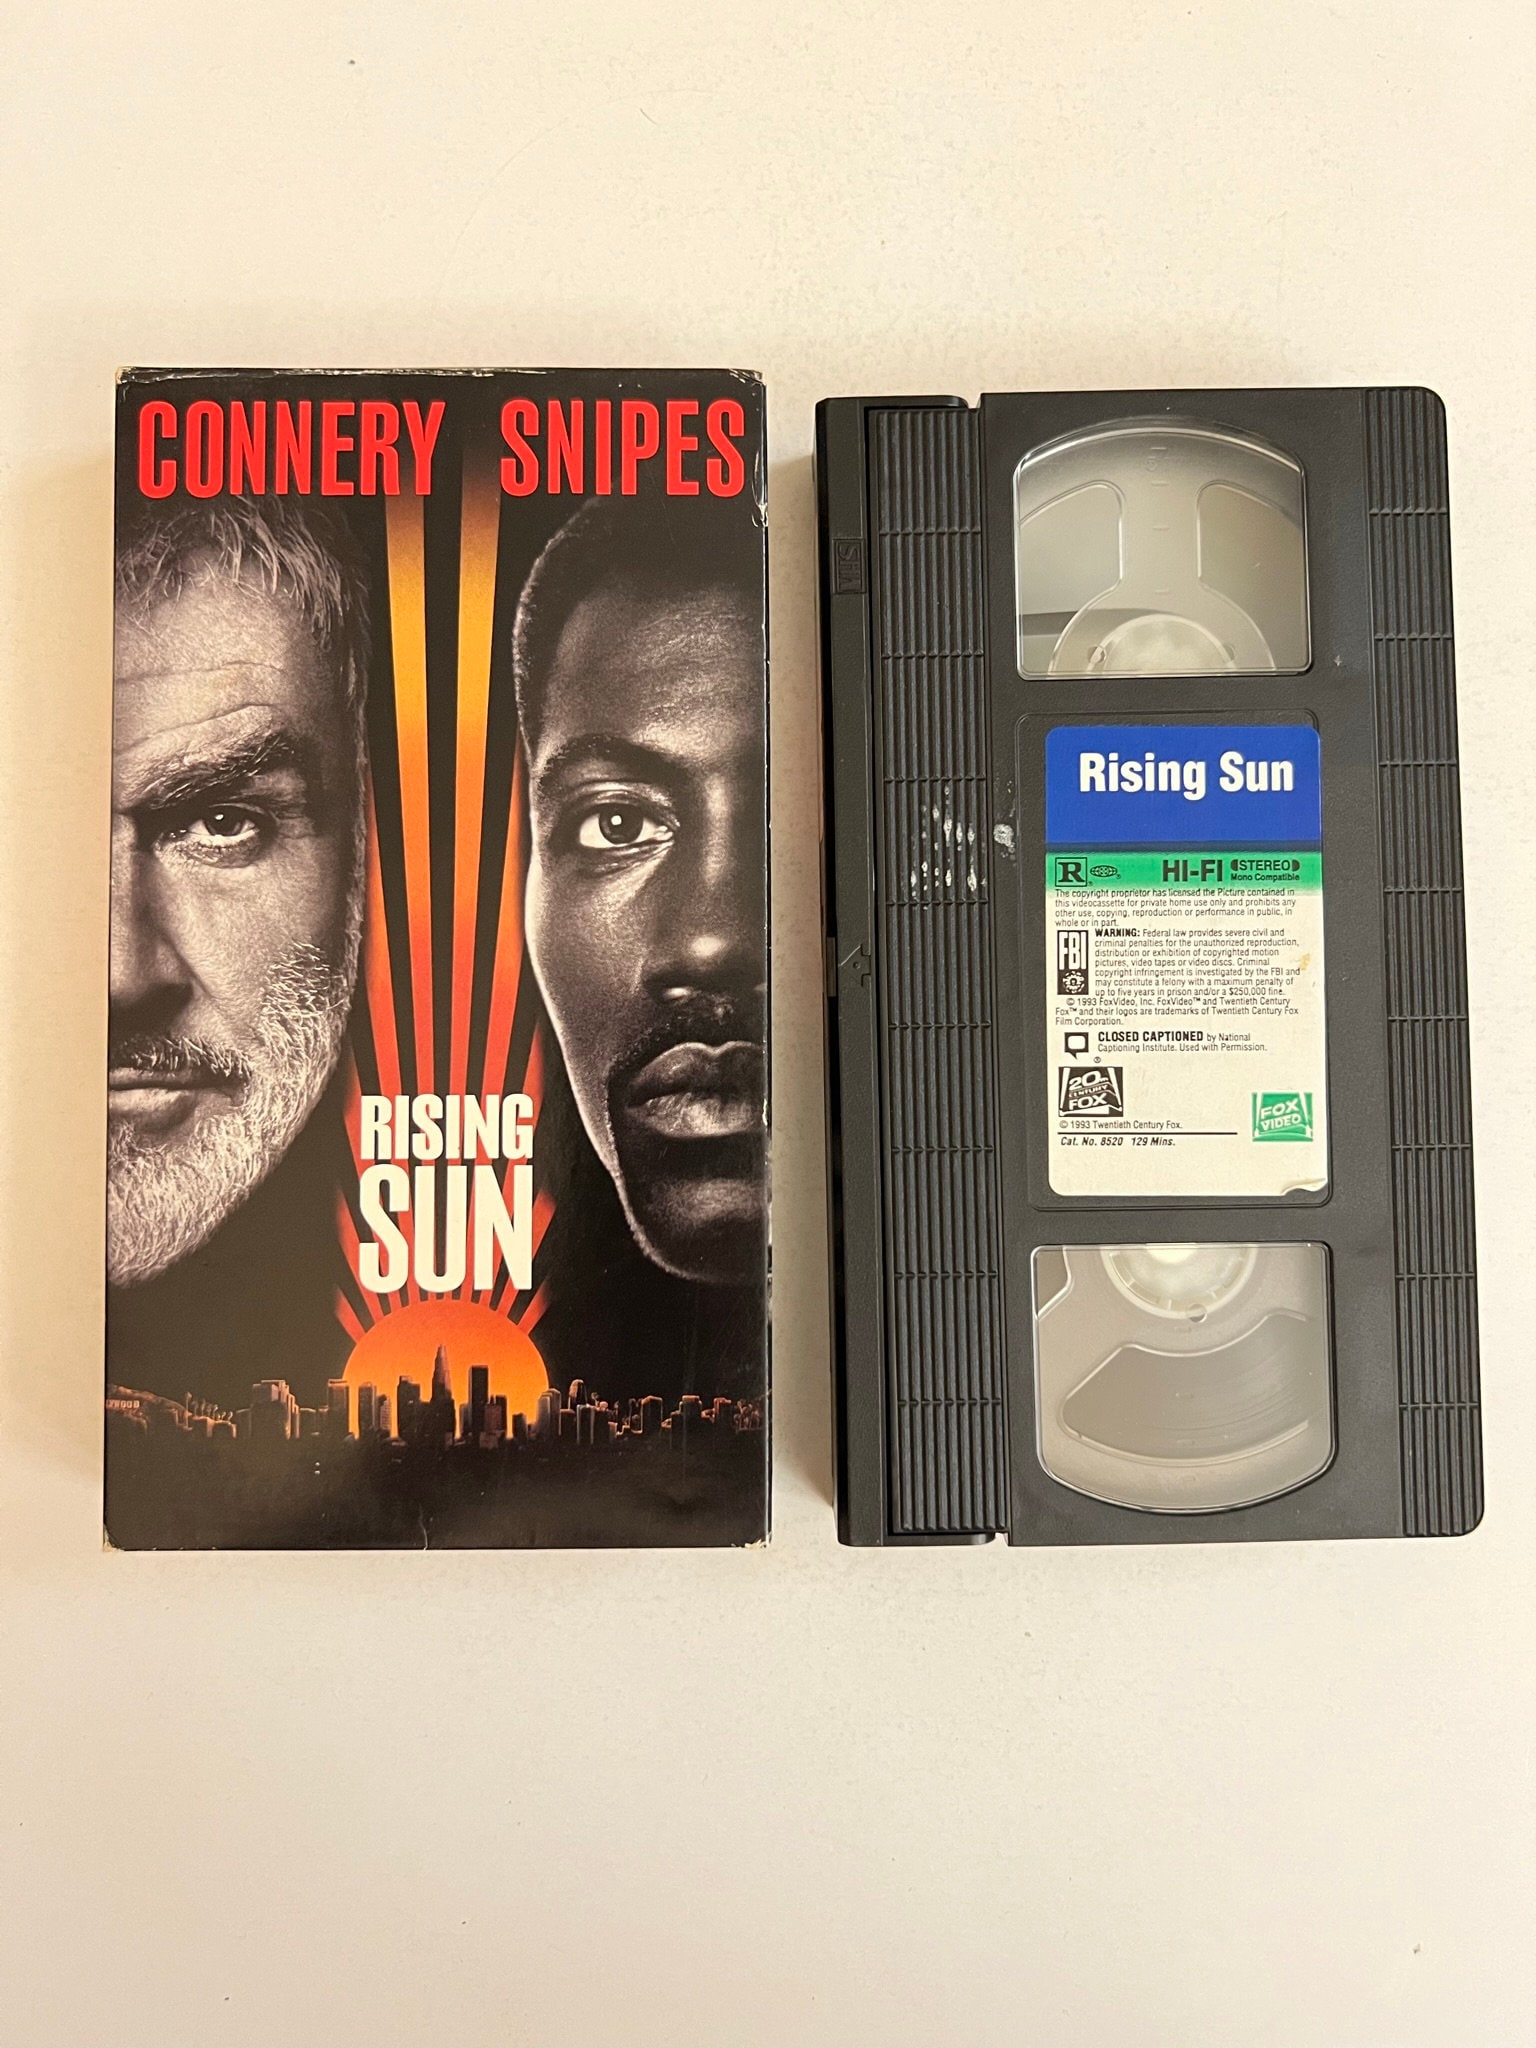 CONNERY SNIPES
RISING
SUN
VHS
Rising Sun
R HI-FI STEREO
Mono Compatible
The copyright proprietor has licensed the Picture contained in
this videocassette for private home use only and prohibits any
other use, copying, reproduction or performance in public, in
whole or in part.
FBI
WARNING: Federal law provides severe civil and
criminal penalties for the unauthorized reproduction,
distribution or exhibition of copyrighted motion
pictures, video tapes or video discs. Criminal
copyright infringement is investigated by the FBI and
may constitute a felony with a maximum penalty of
up to five years in prison and/or a $250,000 fine.
© 1993 FoxVideo, Inc. FoxVideo™ and Twentieth Century
Fox™ and their logos are trademarks of Twentieth Century Fox
Film Corporation.
CLOSED CAPTIONED by National
Captioning Institute. Used with Permission.
®
20th
CENTURY
FOX
FOX
VIDEO
© 1993 Twentieth Century Fox.
Cat. No. 8520 129 Mins.